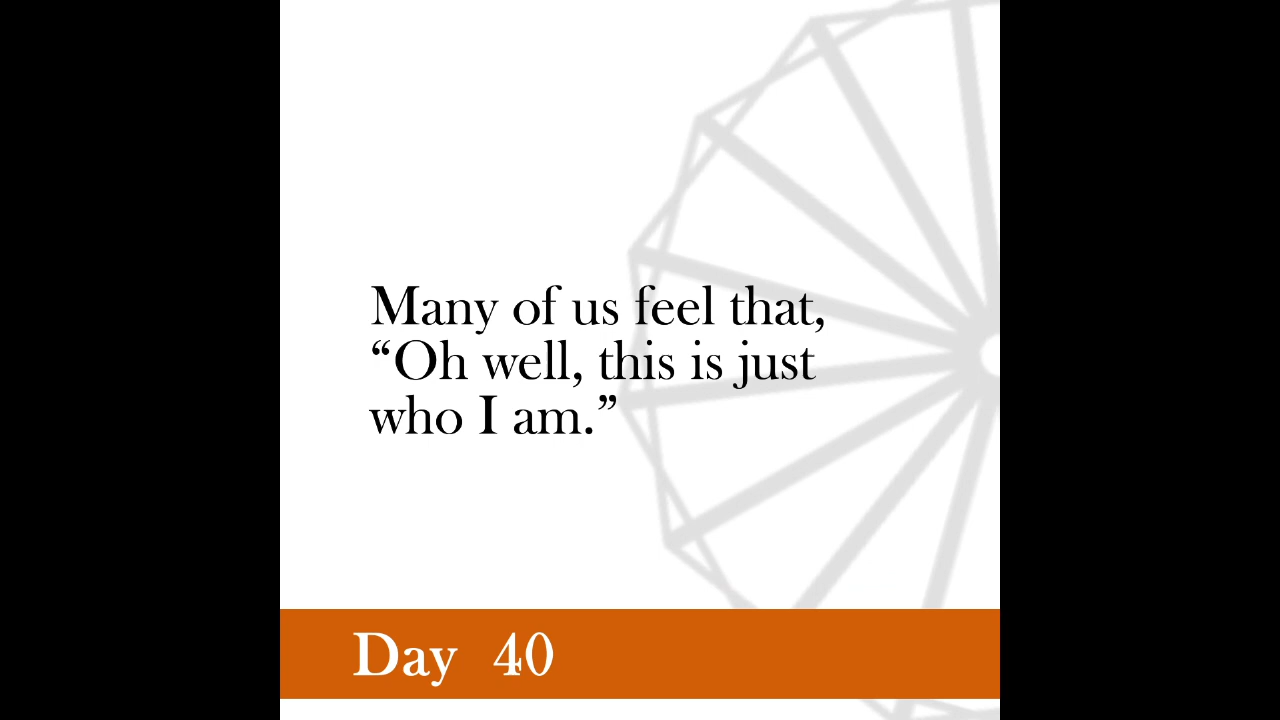 Many of us feel that,
“Oh well, this is just
who I am.”
Day 40